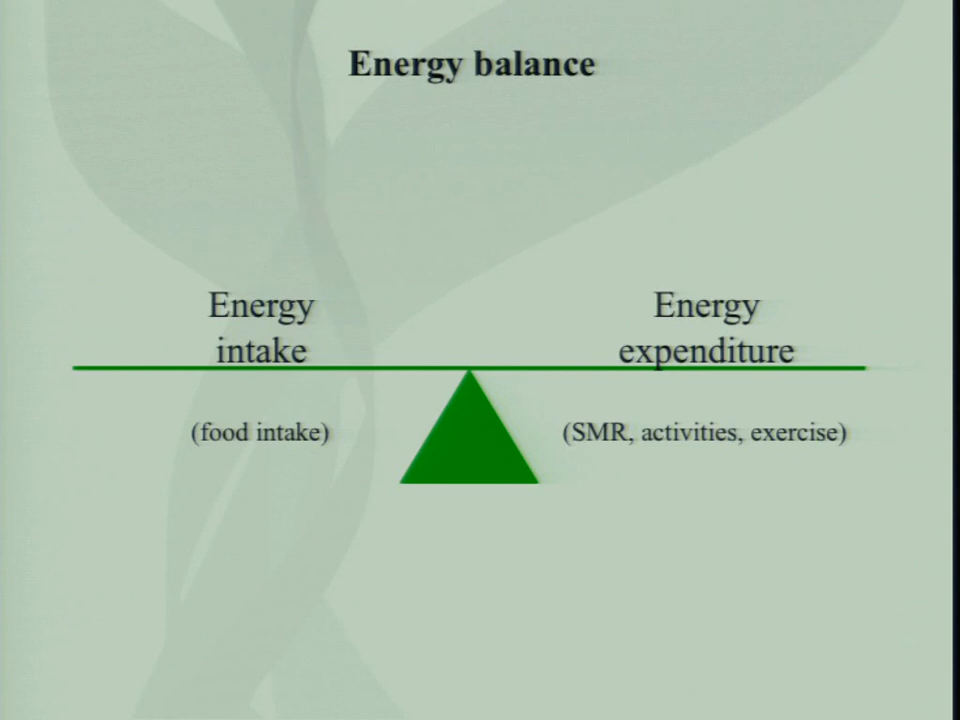 Energy balance
Energy
intake
Energy
expenditure
(food intake)
(SMR, activities, exercise)